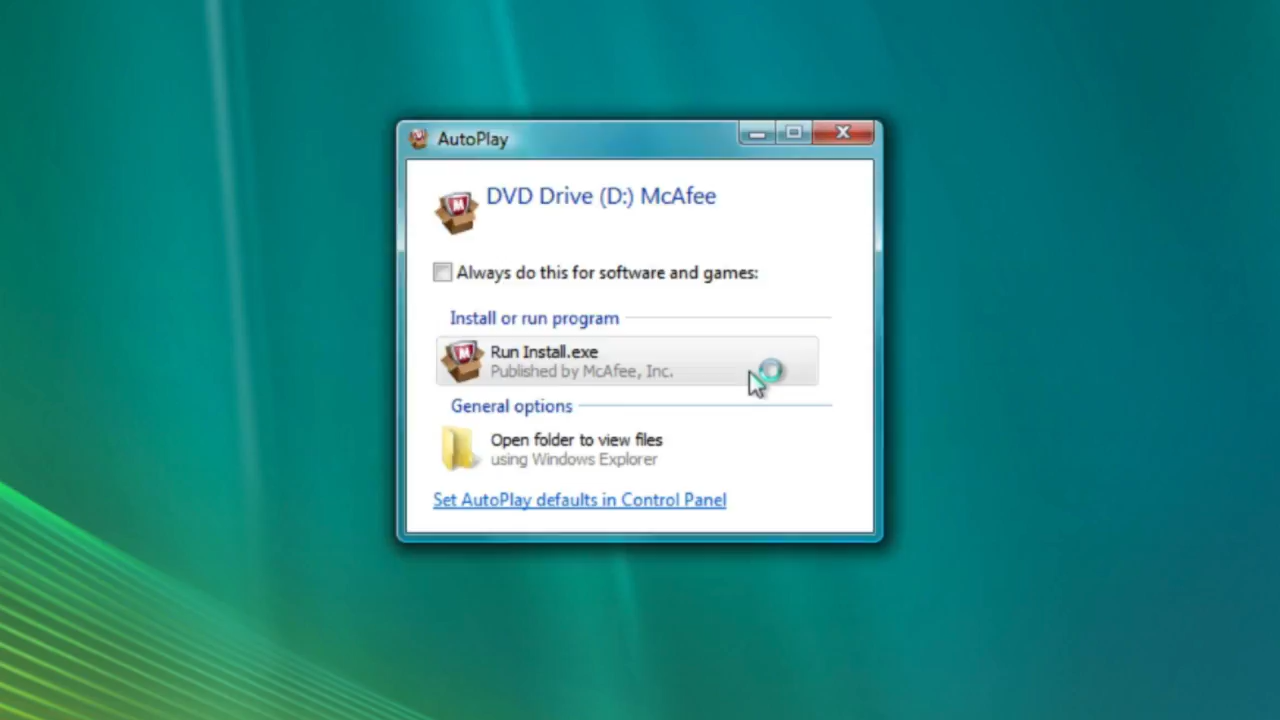 AutoPlay
DVD Drive (D:) McAfee
Always do this for software and games:
Install or run program
Run Install.exe
Published by McAfee, Inc.
General options
Open folder to view files
using Windows Explorer
Set AutoPlay defaults in Control Panel